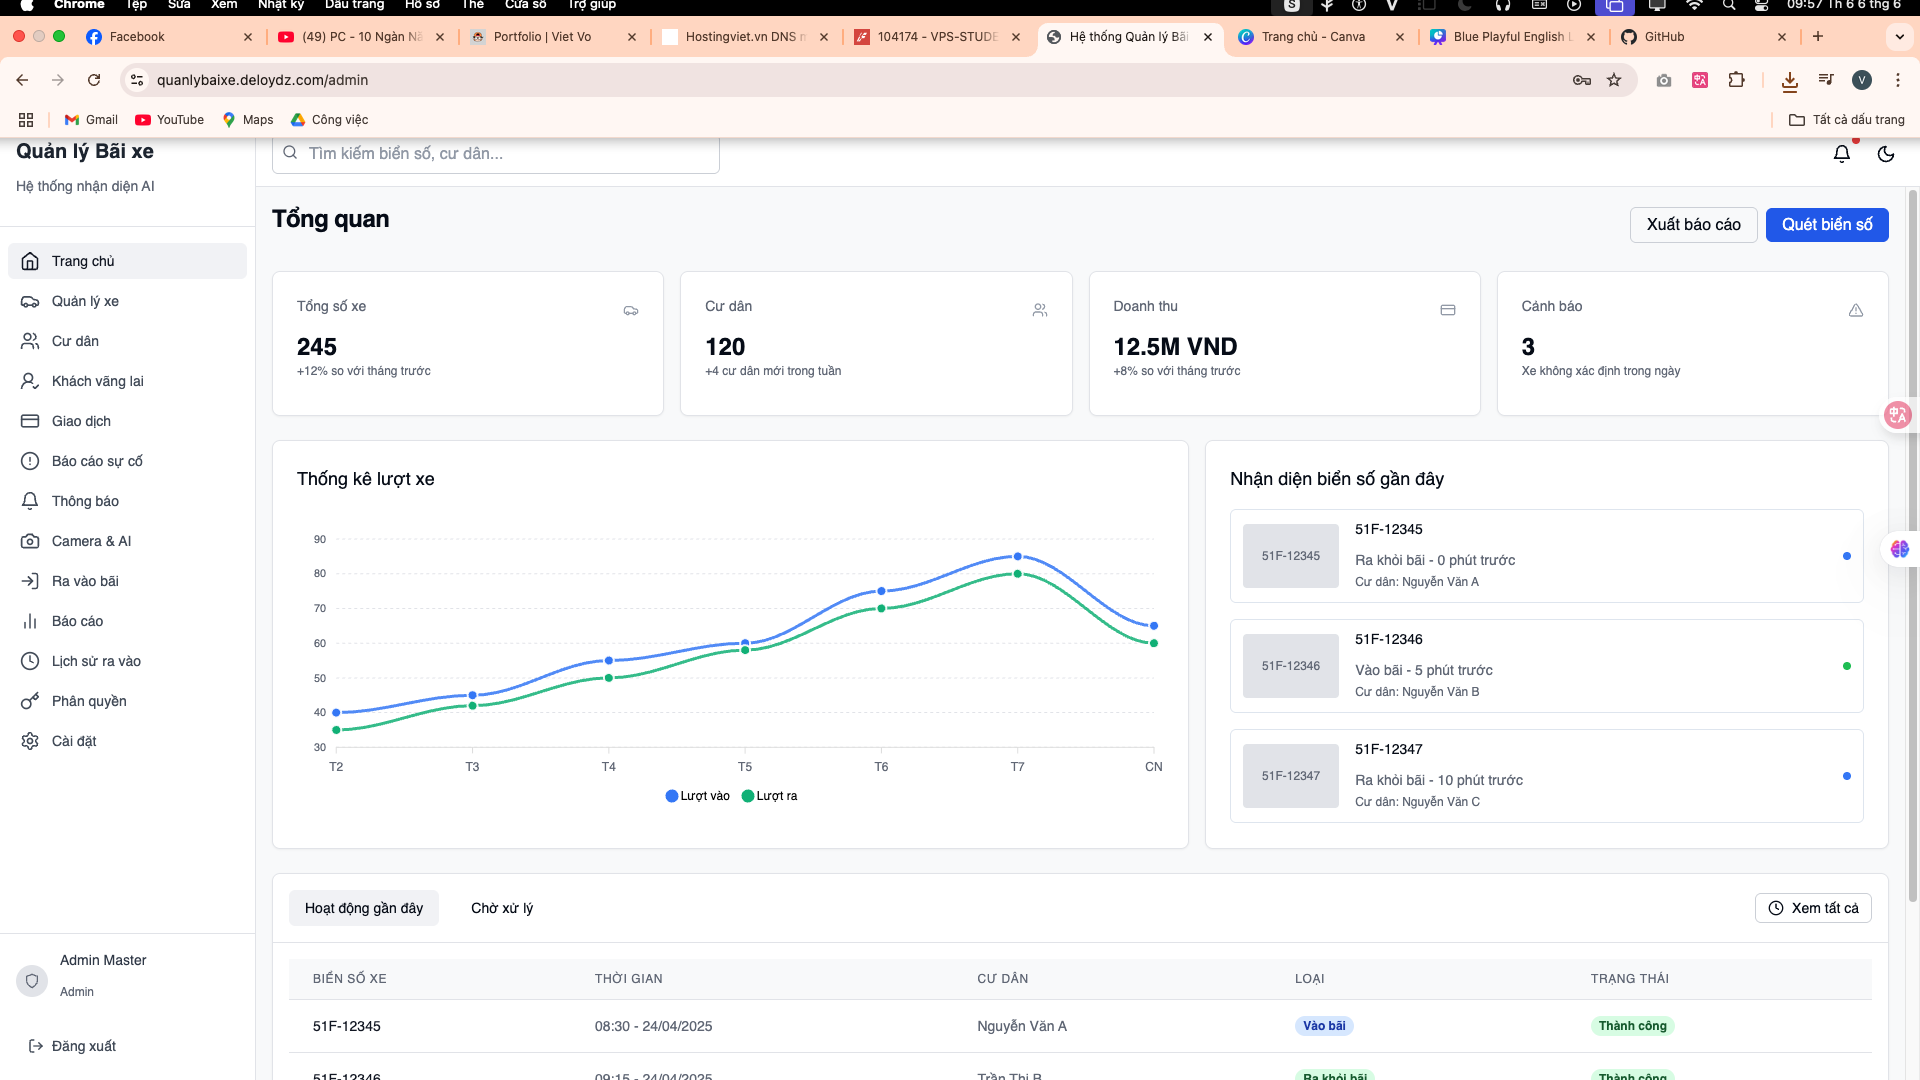 Chrome Tệp Sửa Xem Nhật ký Dấu trang Hồ sơ Thẻ Cửa sổ Trợ giúp 09:57 Th 6 6 thg 6
Facebook (49) PC - 10 Ngàn Nă Portfolio | Viet Vo Hostingviet.vn DNS m 104174 - VPS-STUDE Hệ thống Quản lý Bãi Trang chủ - Canva Blue Playful English L GitHub
quanlybaixe.deloydz.com/admin
Gmail YouTube Maps Công việc Tất cả dấu trang
Quản lý Bãi xe
Hệ thống nhận diện AI
Tìm kiếm biển số, cư dân...
Trang chủ
Quản lý xe
Cư dân
Khách vãng lai
Giao dịch
Báo cáo sự cố
Thông báo
Camera & AI
Ra vào bãi
Báo cáo
Lịch sử ra vào
Phân quyền
Cài đặt
Admin Master
Admin
Đăng xuất
Tổng quan
Xuất báo cáo
Quét biển số
Tổng số xe
245
+12% so với tháng trước
Cư dân
120
+4 cư dân mới trong tuần
Doanh thu
12.5M VND
+8% so với tháng trước
Cảnh báo
3
Xe không xác định trong ngày
Thống kê lượt xe
90
80
70
60
50
40
30
T2 T3 T4 T5 T6 T7 CN
Lượt vào Lượt ra
Nhận diện biển số gần đây
51F-12345
51F-12345
Ra khỏi bãi - 0 phút trước
Cư dân: Nguyễn Văn A
51F-12346
51F-12346
Vào bãi - 5 phút trước
Cư dân: Nguyễn Văn B
51F-12347
51F-12347
Ra khỏi bãi - 10 phút trước
Cư dân: Nguyễn Văn C
Hoạt động gần đây Chờ xử lý Xem tất cả
BIỂN SỐ XE THỜI GIAN CƯ DÂN LOẠI TRẠNG THÁI
51F-12345 08:30 - 24/04/2025 Nguyễn Văn A Vào bãi Thành công
51F-12346 09:15 - 24/04/2025 Trần Thị B Ra khỏi bãi Thành công